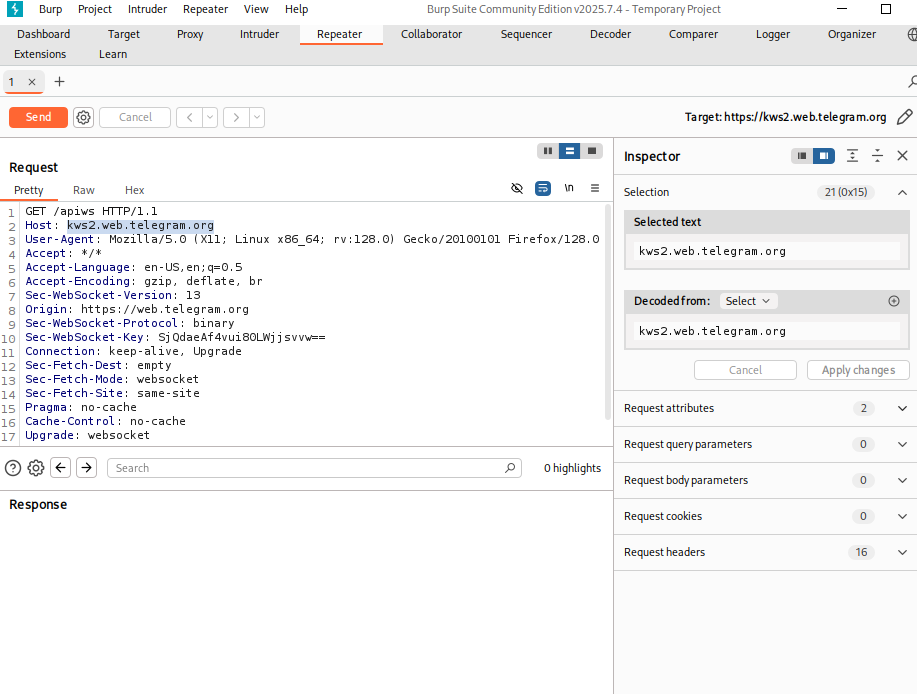 Burp Project Intruder Repeater View Help Burp Suite Community Edition v2025.7.4 - Temporary Project
Dashboard Target Proxy Intruder Repeater Collaborator Sequencer Decoder Comparer Logger Organizer
Extensions Learn
1 × +
Send Cancel < > Target: https://kws2.web.telegram.org
Request
Pretty Raw Hex \n
1 GET /apiws HTTP/1.1
2 Host: kws2.web.telegram.org
3 User-Agent: Mozilla/5.0 (X11; Linux x86_64; rv:128.0) Gecko/20100101 Firefox/128.0
4 Accept: */*
5 Accept-Language: en-US,en;q=0.5
6 Accept-Encoding: gzip, deflate, br
7 Sec-WebSocket-Version: 13
8 Origin: https://web.telegram.org
9 Sec-WebSocket-Protocol: binary
10 Sec-WebSocket-Key: SjQdaeAf4vui80LWjjsvvw==
11 Connection: keep-alive, Upgrade
12 Sec-Fetch-Dest: empty
13 Sec-Fetch-Mode: websocket
14 Sec-Fetch-Site: same-site
15 Pragma: no-cache
16 Cache-Control: no-cache
17 Upgrade: websocket
Search 0 highlights
Response
Inspector
Selection 21 (0x15)
Selected text
kws2.web.telegram.org
Decoded from: Select
kws2.web.telegram.org
Cancel Apply changes
Request attributes 2
Request query parameters 0
Request body parameters 0
Request cookies 0
Request headers 16